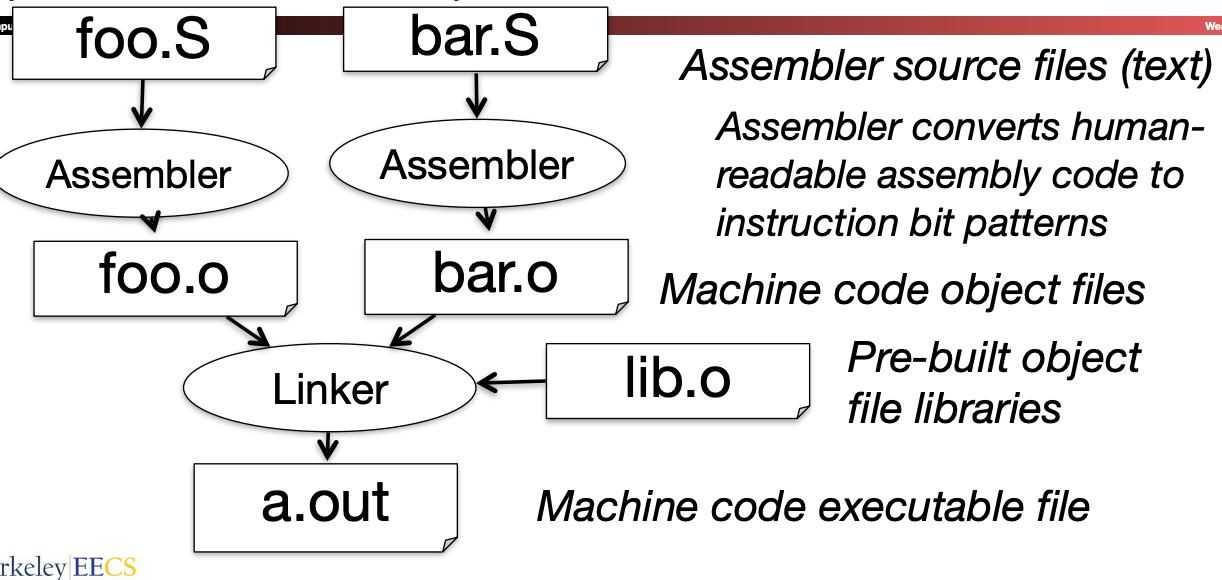 foo.S
bar.S
Assembler source files (text)
Assembler
Assembler
Assembler converts human-
readable assembly code to
instruction bit patterns
foo.o
bar.o
Machine code object files
Linker
lib.o
Pre-built object
file libraries
a.out
Machine code executable file
rkeley|EECS